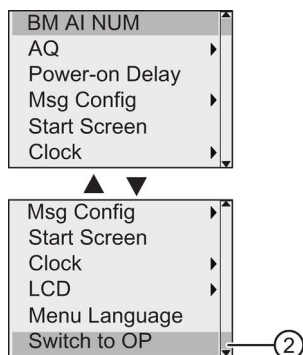 BM AI NUM
AQ
Power-on Delay
Msg Config
Start Screen
Clock
Msg Config
Start Screen
Clock
LCD
Menu Language
Switch to OP
2